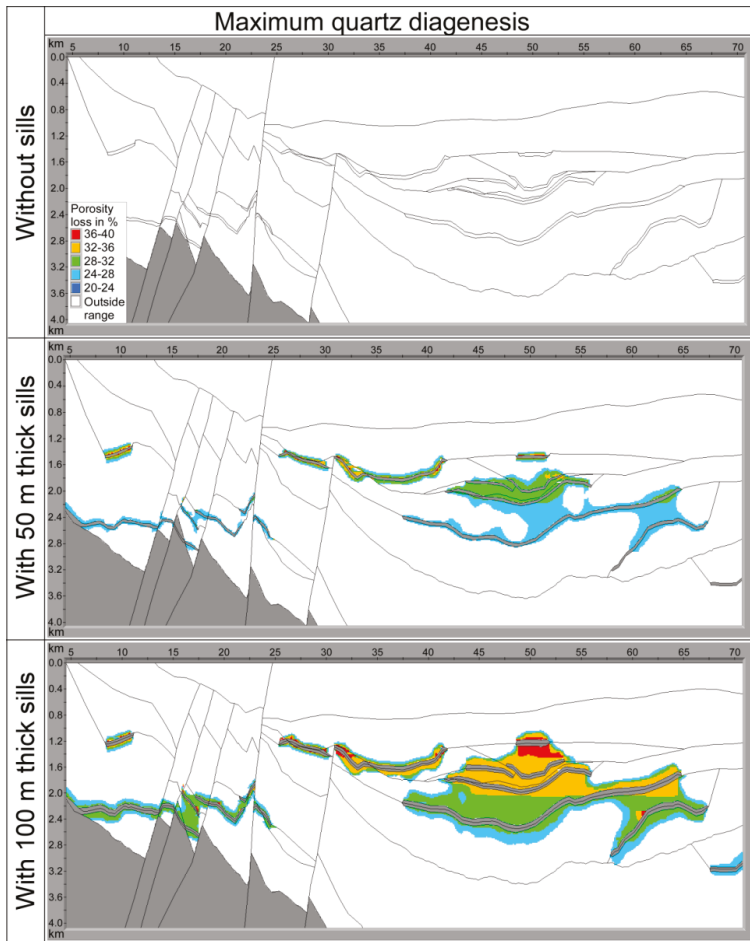 Maximum quartz diagenesis
Without sills
km 5 10 15 20 25 30 35 40 45 50 55 60 65 70
0.0
0.4
0.8
1.2
1.6
2.0
2.4
2.8
3.2
3.6
4.0
km
Porosity
loss in %
36-40
32-36
28-32
24-28
20-24
Outside
range
With 50 m thick sills
km 5 10 15 20 25 30 35 40 45 50 55 60 65 70
0.0
0.4
0.8
1.2
1.6
2.0
2.4
2.8
3.2
3.6
4.0
km
With 100 m thick sills
km 5 10 15 20 25 30 35 40 45 50 55 60 65 70
0.0
0.4
0.8
1.2
1.6
2.0
2.4
2.8
3.2
3.6
4.0
km